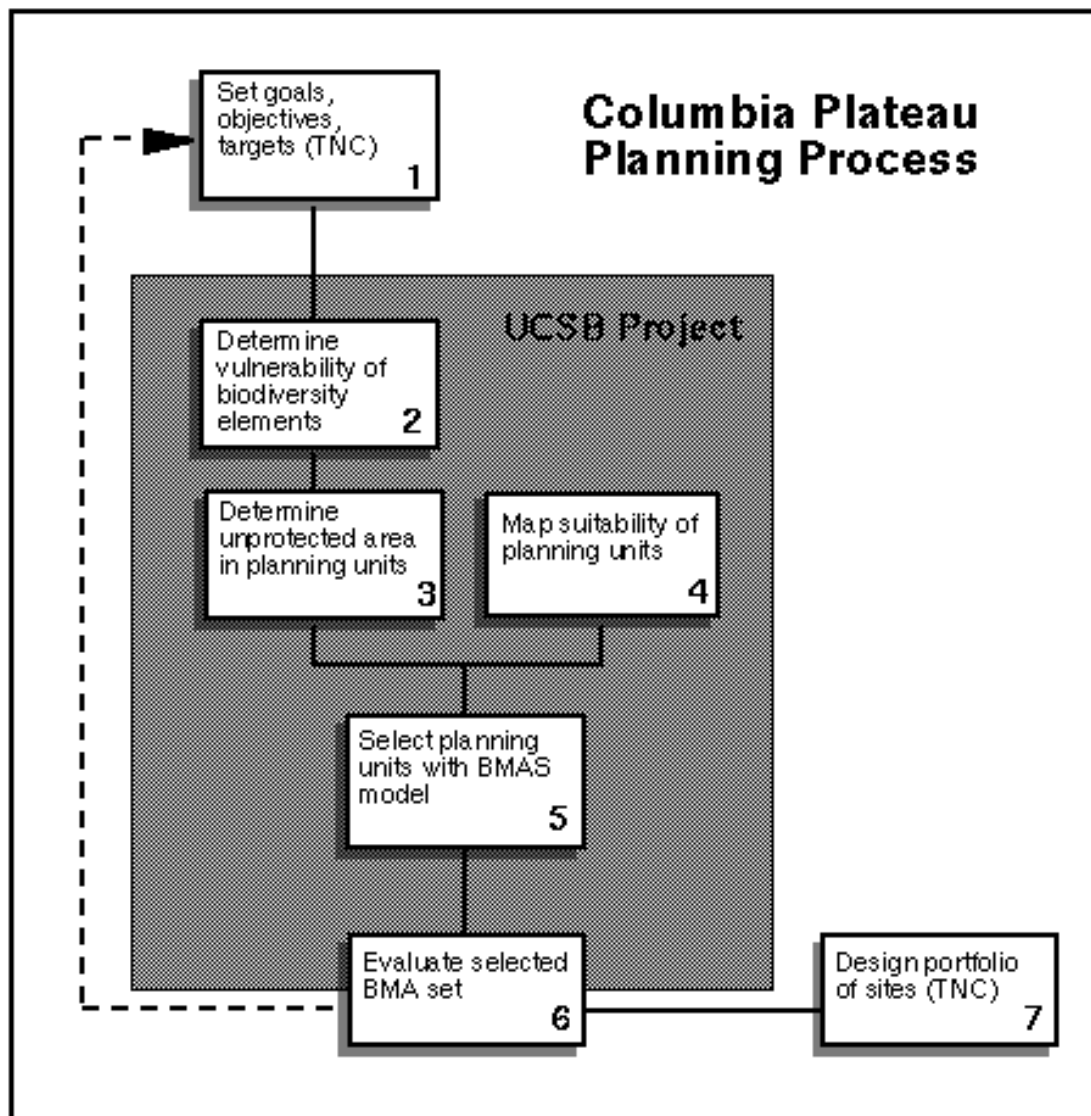 Columbia Plateau
Planning Process
Set goals,
objectives,
targets (TNC)
1
UCSB Project
Determine
vulnerability of
biodiversity
elements
2
Determine
unprotected area
in planning units
3
Map suitability of
planning units
4
Select planning
units with BMAS
model
5
Evaluate selected
BMA set
6
Design portfolio
of sites (TNC)
7